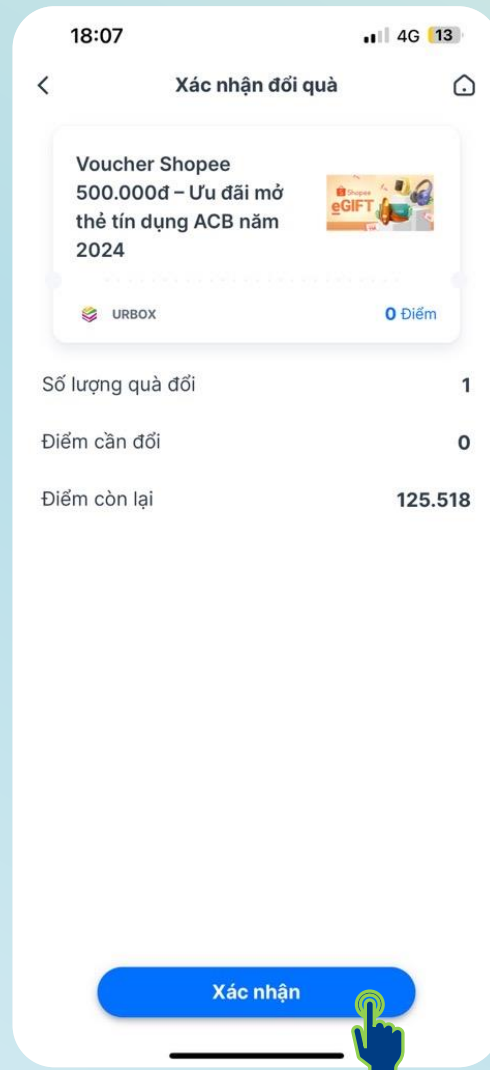 18:07
4G 13
Xác nhận đổi quà
Voucher Shopee
500.000đ – Ưu đãi mở
thẻ tín dụng ACB năm
2024
Shopee
eGIFT
URBOX
0 Điểm
Số lượng quà đổi
1
Điểm cần đổi
0
Điểm còn lại
125.518
Xác nhận